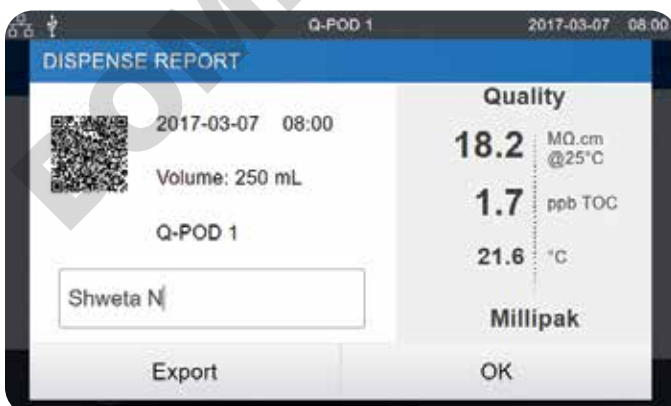 Q-POD 1 2017-03-07 08:00
DISPENSE REPORT
2017-03-07 08:00
Volume: 250 mL
Q-POD 1
Shweta N
Quality
18.2 MΩ.cm @25°C
1.7 ppb TOC
21.6 °C
Millipak
Export OK